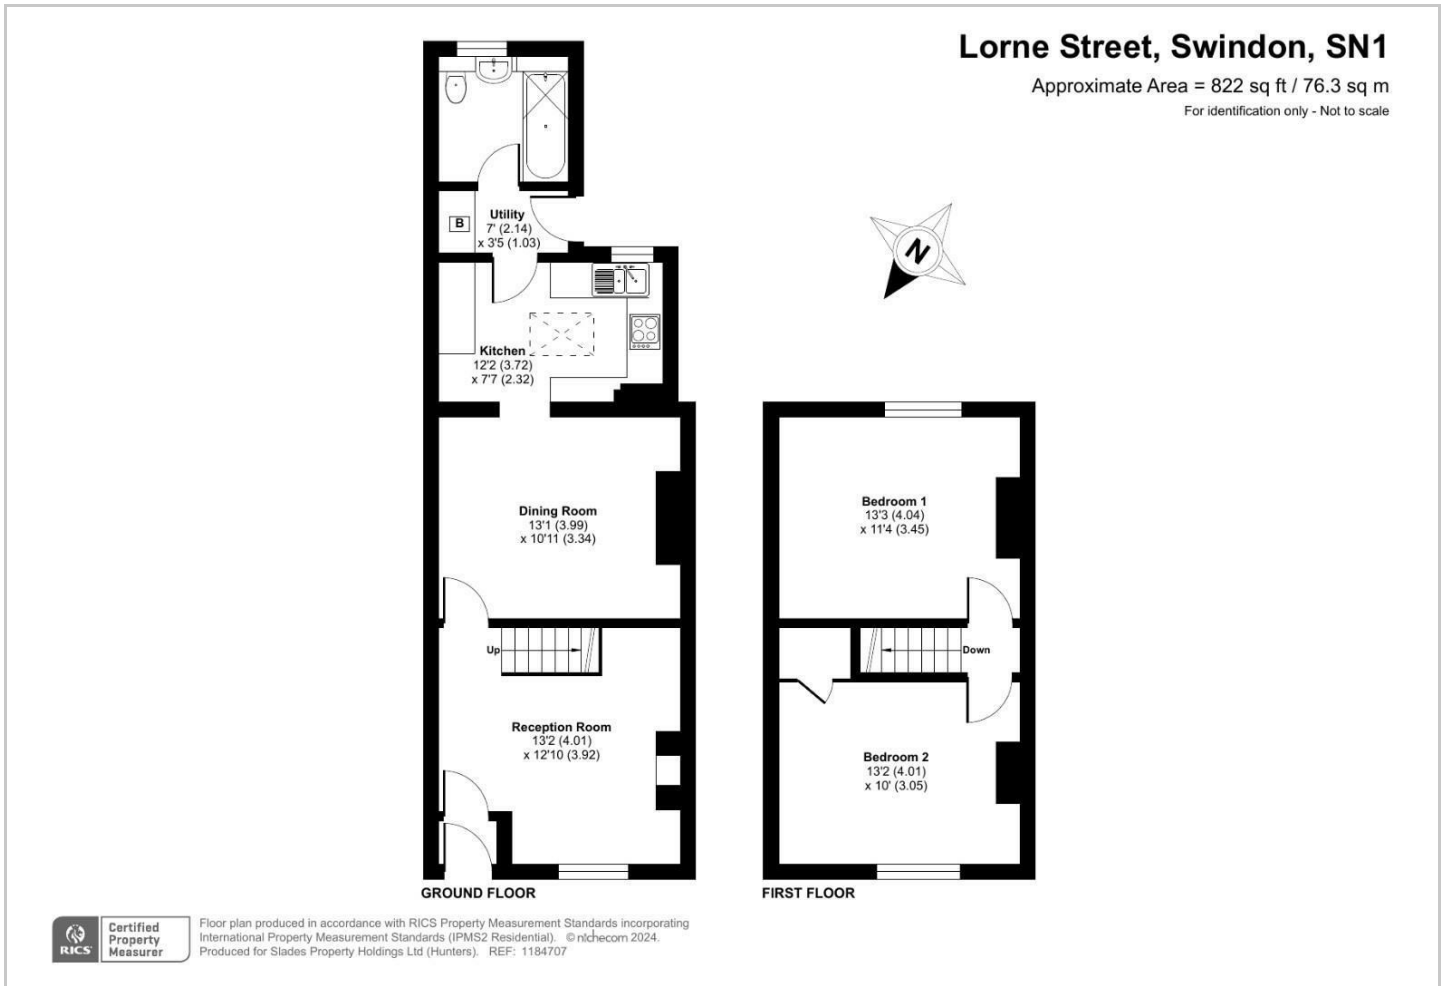 Lorne Street, Swindon, SN1
Approximate Area = 822 sq ft / 76.3 sq m
For identification only - Not to scale
N
B
Utility
7' (2.14)
x 3'5 (1.03)
Kitchen
12'2 (3.72)
x 7'7 (2.32)
Dining Room
13'1 (3.99)
x 10'11 (3.34)
Up
Reception Room
13'2 (4.01)
x 12'10 (3.92)
GROUND FLOOR
Bedroom 1
13'3 (4.04)
x 11'4 (3.45)
Down
Bedroom 2
13'2 (4.01)
x 10' (3.05)
FIRST FLOOR
RICS
Certified
Property
Measurer
Floor plan produced in accordance with RICS Property Measurement Standards incorporating
International Property Measurement Standards (IPMS2 Residential). © nichecom 2024.
Produced for Slades Property Holdings Ltd (Hunters). REF: 1184707